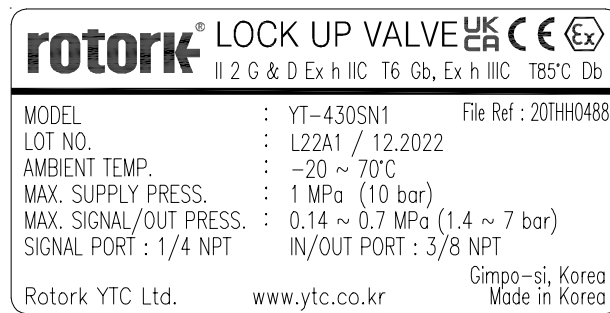 rotork® LOCK UP VALVE UK CA CE Ex
II 2 G & D Ex h IIC T6 Gb, Ex h IIIC T85°C Db
MODEL : YT-430SN1 File Ref : 20THH0488
LOT NO. : L22A1 / 12.2022
AMBIENT TEMP. : -20 ~ 70°C
MAX. SUPPLY PRESS. : 1 MPa (10 bar)
MAX. SIGNAL/OUT PRESS. : 0.14 ~ 0.7 MPa (1.4 ~ 7 bar)
SIGNAL PORT : 1/4 NPT IN/OUT PORT : 3/8 NPT
Gimpo-si, Korea
Rotork YTC Ltd. www.ytc.co.kr Made in Korea